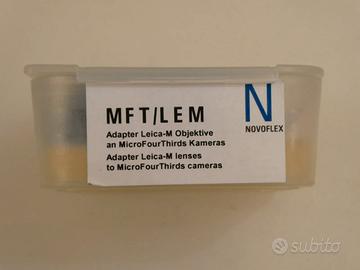 MFT/LEM
Adapter Leica-M Objektive
an MicroFourThirds Kameras
Adapter Leica-M lenses
to MicroFourThirds cameras
N
NOVOFLEX
subito